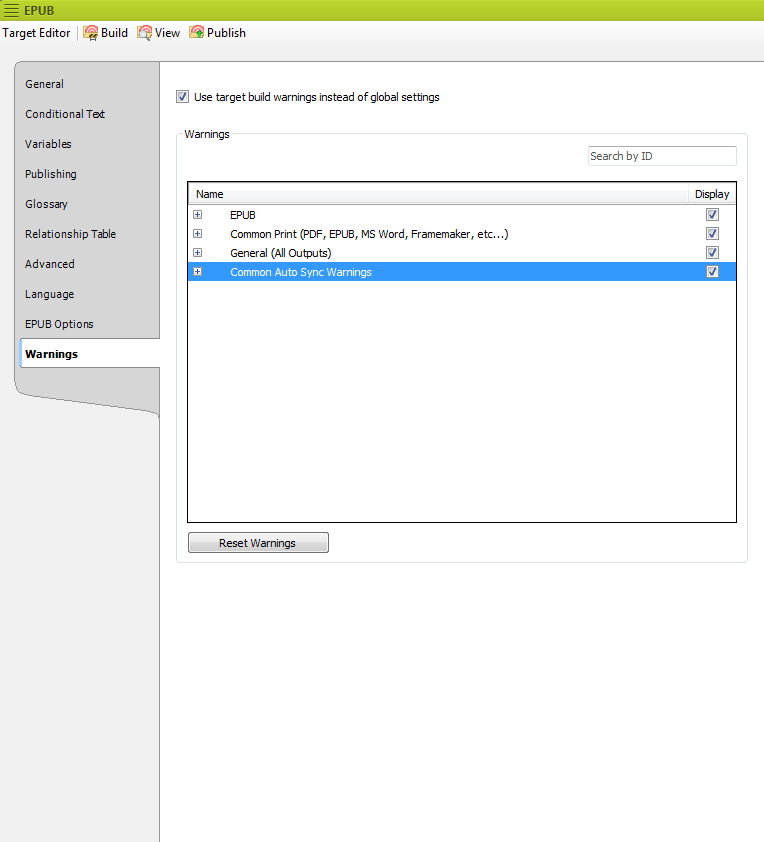 EPUB
Target Editor Build View Publish
General
Conditional Text
Variables
Publishing
Glossary
Relationship Table
Advanced
Language
EPUB Options
Warnings
Use target build warnings instead of global settings
Warnings
Search by ID
Name Display
EPUB
Common Print (PDF, EPUB, MS Word, Framemaker, etc...)
General (All Outputs)
Common Auto Sync Warnings
Reset Warnings